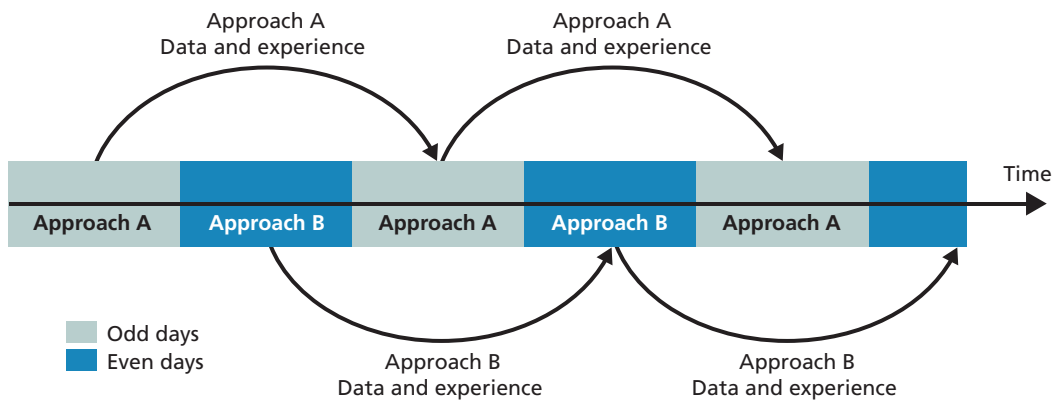 Approach A
Data and experience
Approach A
Data and experience
Time
Approach A
Approach B
Approach A
Approach B
Approach A
Odd days
Even days
Approach B
Data and experience
Approach B
Data and experience